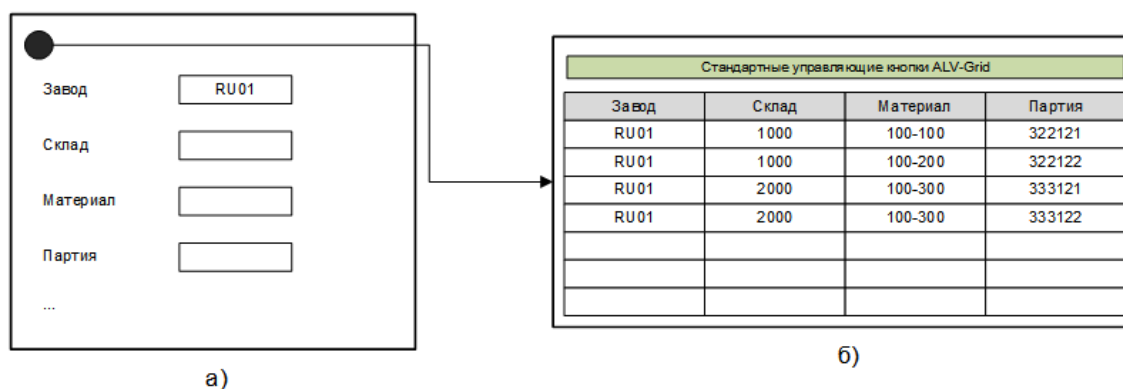 Завод RU01
Склад
Материал
Партия
...
а)
Стандартные управляющие кнопки ALV-Grid
Завод Склад Материал Партия
RU01 1000 100-100 322121
RU01 1000 100-200 322122
RU01 2000 100-300 333121
RU01 2000 100-300 333122
б)